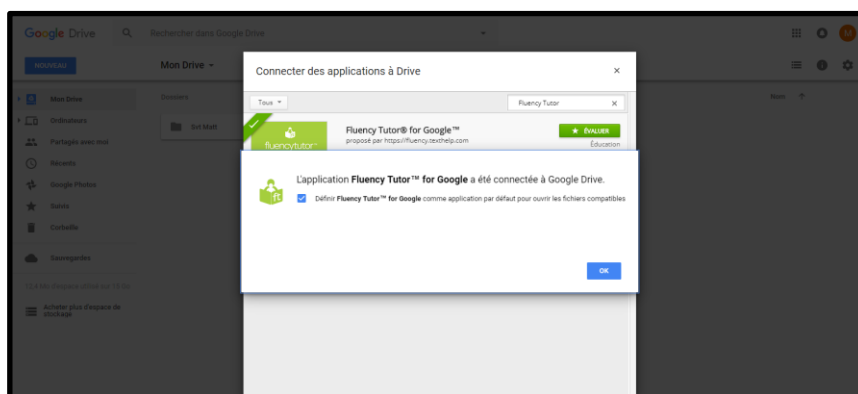 Google Drive
Rechercher dans Google Drive
M
NOUVEAU
Mon Drive
Connecter des applications à Drive
×
Tous
Fluency Tutor
×
Mon Drive
Dossiers
Nom
Ordinateurs
Partagés avec moi
Récents
Google Photos
Suivis
Corbeille
Sauvegardes
Acheter plus d'espace de
stockage
Fluency Tutor® for Google™
proposé par https://fluency.texthelp.com
ÉVALUER
Éducation
fluencytutor™
ft
L'application Fluency Tutor™ for Google a été connectée à Google Drive.
Définir Fluency Tutor™ for Google comme application par défaut pour ouvrir les fichiers compatibles
OK